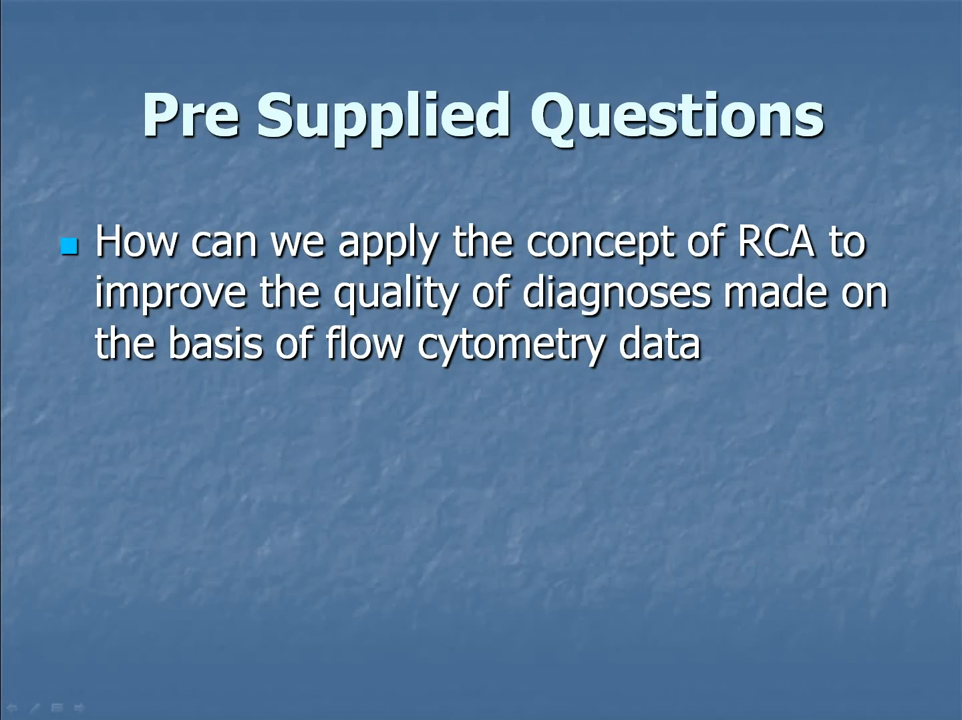 Pre Supplied Questions
How can we apply the concept of RCA to
improve the quality of diagnoses made on
the basis of flow cytometry data